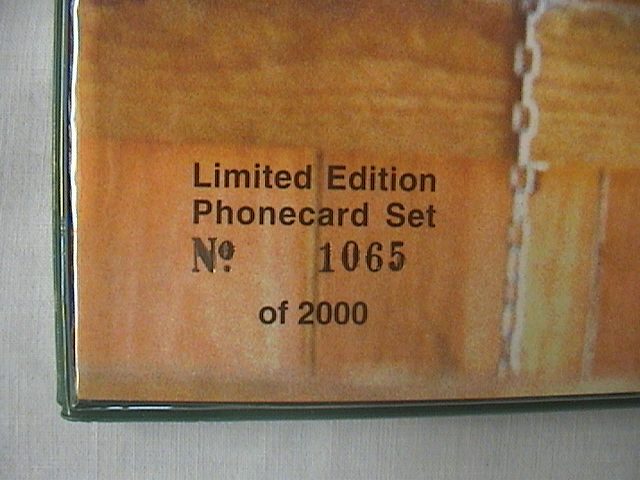 Limited Edition
Phonecard Set
Nº 1065
of 2000